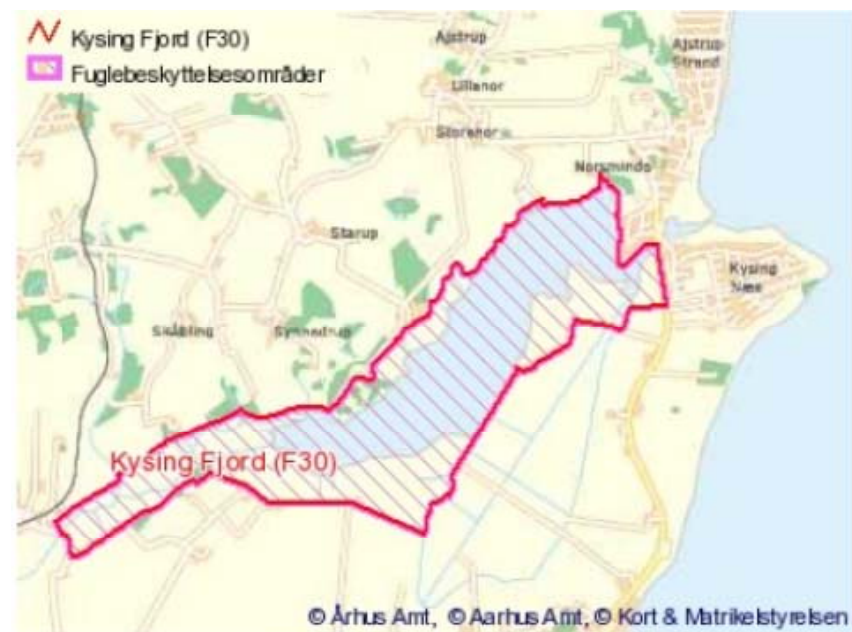 Kysing Fjord (F30)
Fuglebeskyttelsesområder
Ajstrup
Ajstrup
Strand
Lillenor
Storenor
Norsminde
Starup
Kysing
Næs
Skåbling
Synnedrup
Kysing Fjord (F30)
© Århus Amt, © Aarhus Amt, © Kort & Matrikelstyrelsen